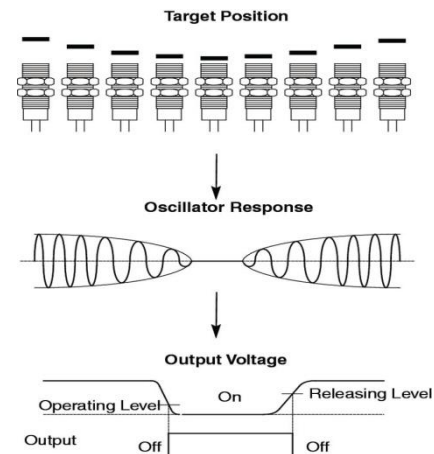 Target Position
Oscillator Response
Output Voltage
Operating Level
On
Releasing Level
Output
Off
Off